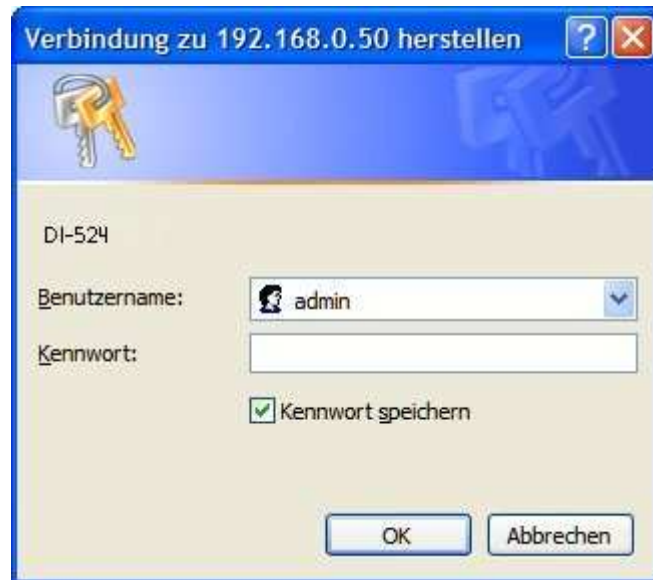 Verbindung zu 192.168.0.50 herstellen
DI-524
Benutzername:
admin
Kennwort:
Kennwort speichern
OK
Abbrechen